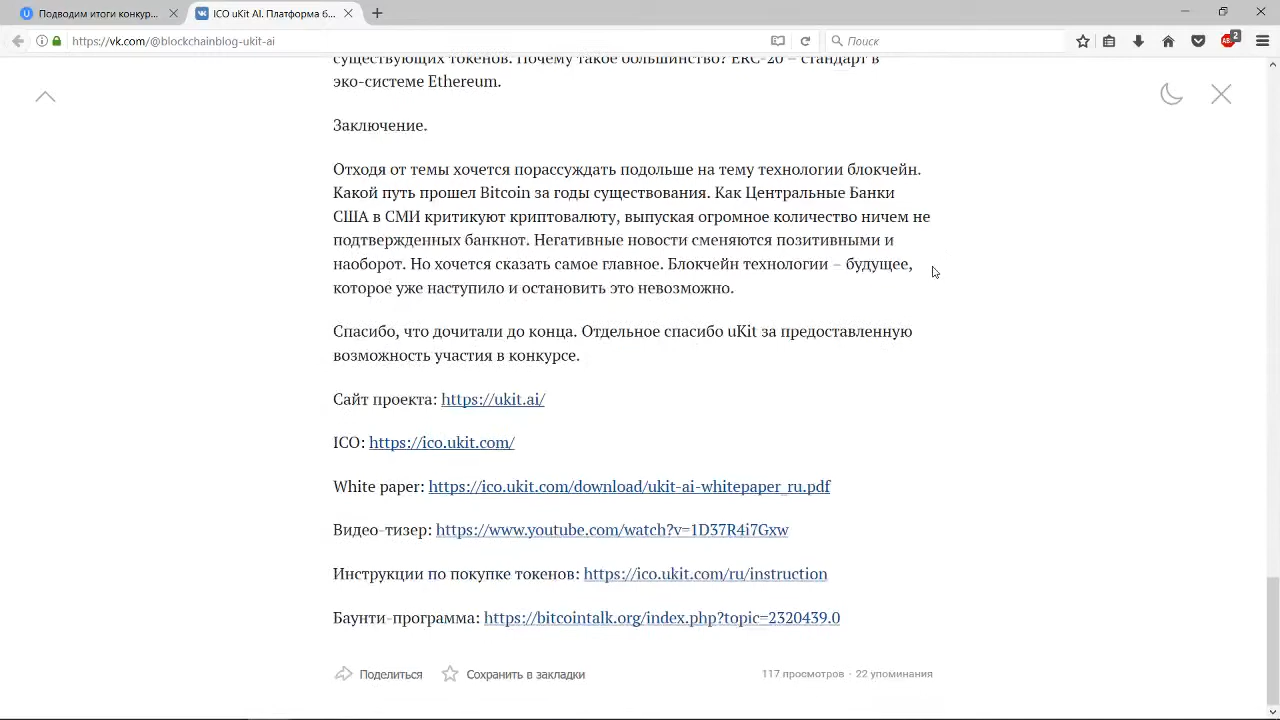 Подводим итоги конкур...
ICO uKit AI. Платформа б...
https://vk.com/@blockchainblog-ukit-ai
Поиск
2
существующих токенов. Почему такое большинство? ERC-20 – стандарт в
эко-системе Ethereum.
Заключение.
Отходя от темы хочется порассуждать подольше на тему технологии блокчейн.
Какой путь прошел Bitcoin за годы существования. Как Центральные Банки
США в СМИ критикуют криптовалюту, выпуская огромное количество ничем не
подтвержденных банкнот. Негативные новости сменяются позитивными и
наоборот. Но хочется сказать самое главное. Блокчейн технологии – будущее,
которое уже наступило и остановить это невозможно.
Спасибо, что дочитали до конца. Отдельное спасибо uKit за предоставленную
возможность участия в конкурсе.
Сайт проекта: https://ukit.ai/
ICO: https://ico.ukit.com/
White paper: https://ico.ukit.com/download/ukit-ai-whitepaper_ru.pdf
Видео-тизер: https://www.youtube.com/watch?v=1D37R4i7Gxw
Инструкции по покупке токенов: https://ico.ukit.com/ru/instruction
Баунти-программа: https://bitcointalk.org/index.php?topic=2320439.0
Поделиться
Сохранить в закладки
117 просмотров · 22 упоминания